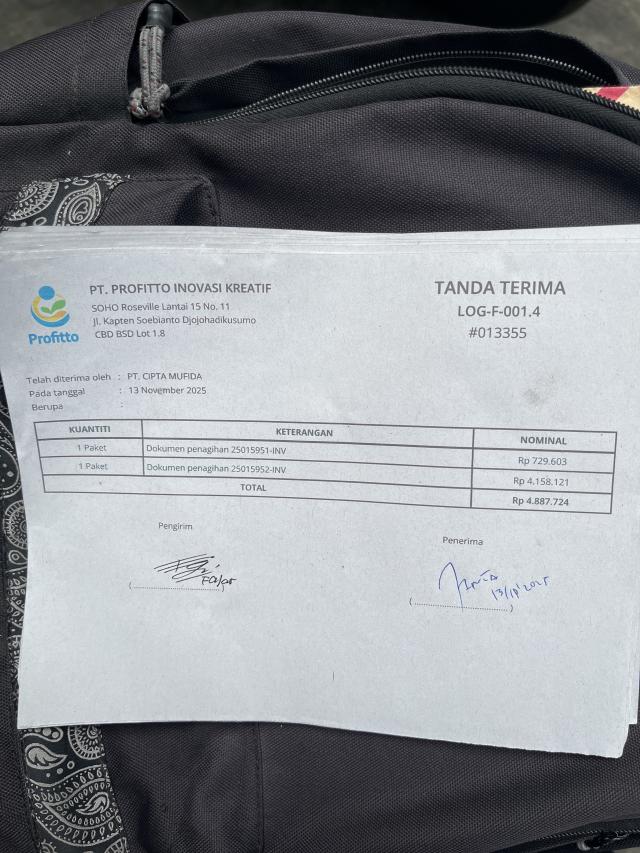 PT. PROFITTO INOVASI KREATIF
SOHO Roseville Lantai 15 No. 11
Jl. Kapten Soebianto Djojohadikusumo
CBD BSD Lot 1.8
Profitto
TANDA TERIMA
LOG-F-001.4
#013355
Telah diterima oleh : PT. CIPTA MUFIDA
Pada tanggal : 13 November 2025
Berupa :
KUANTITI KETERANGAN NOMINAL
1 Paket Dokumen penagihan 25015951-INV Rp 729.603
1 Paket Dokumen penagihan 25015952-INV Rp 4.158.121
TOTAL Rp 4.887.724
Pengirim
Penerima
13/11/2025